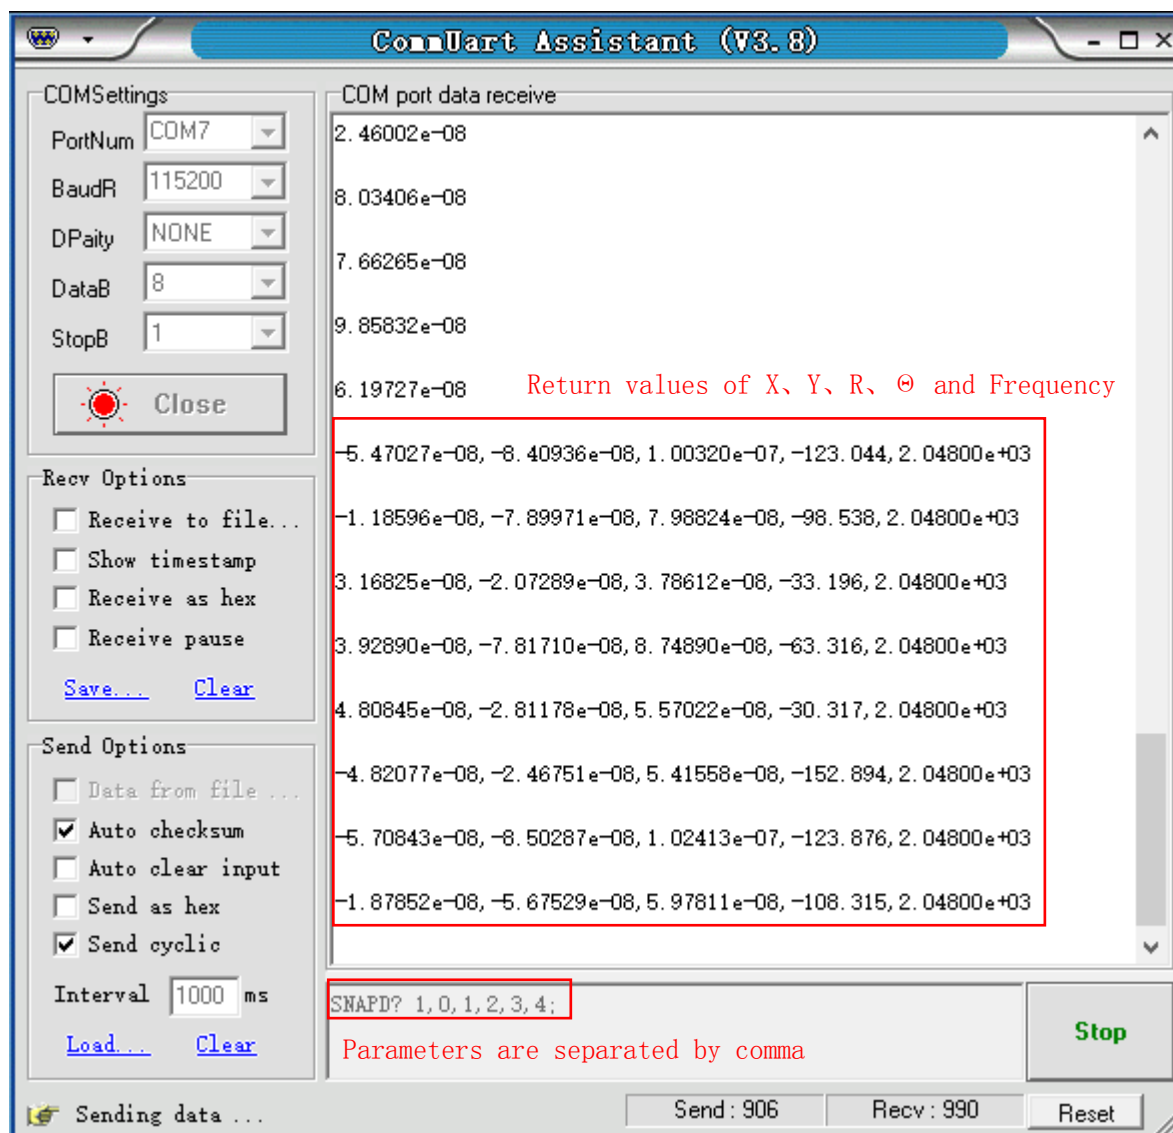 CommUart Assistant (V3.8)
COMSettings
PortNum COM7
BaudR 115200
DPaity NONE
DataB 8
StopB 1
Close
Recv Options
Receive to file...
Show timestamp
Receive as hex
Receive pause
Save... Clear
Send Options
Data from file ...
Auto checksum
Auto clear input
Send as hex
Send cyclic
Interval 1000 ms
Load... Clear
COM port data receive
2.46002e-08
8.03406e-08
7.66265e-08
9.85832e-08
6.19727e-08
Return values of X、Y、R、Θ and Frequency
-5.47027e-08,-8.40936e-08,1.00320e-07,-123.044,2.04800e+03
-1.18596e-08,-7.89971e-08,7.98824e-08,-98.538,2.04800e+03
3.16825e-08,-2.07289e-08,3.78612e-08,-33.196,2.04800e+03
3.92890e-08,-7.81710e-08,8.74890e-08,-63.316,2.04800e+03
4.80845e-08,-2.81178e-08,5.57022e-08,-30.317,2.04800e+03
-4.82077e-08,-2.46751e-08,5.41558e-08,-152.894,2.04800e+03
-5.70843e-08,-8.50287e-08,1.02413e-07,-123.876,2.04800e+03
-1.87852e-08,-5.67529e-08,5.97811e-08,-108.315,2.04800e+03
SNAPD? 1,0,1,2,3,4;
Parameters are separated by comma
Stop
Sending data ...
Send : 906
Recv : 990
Reset